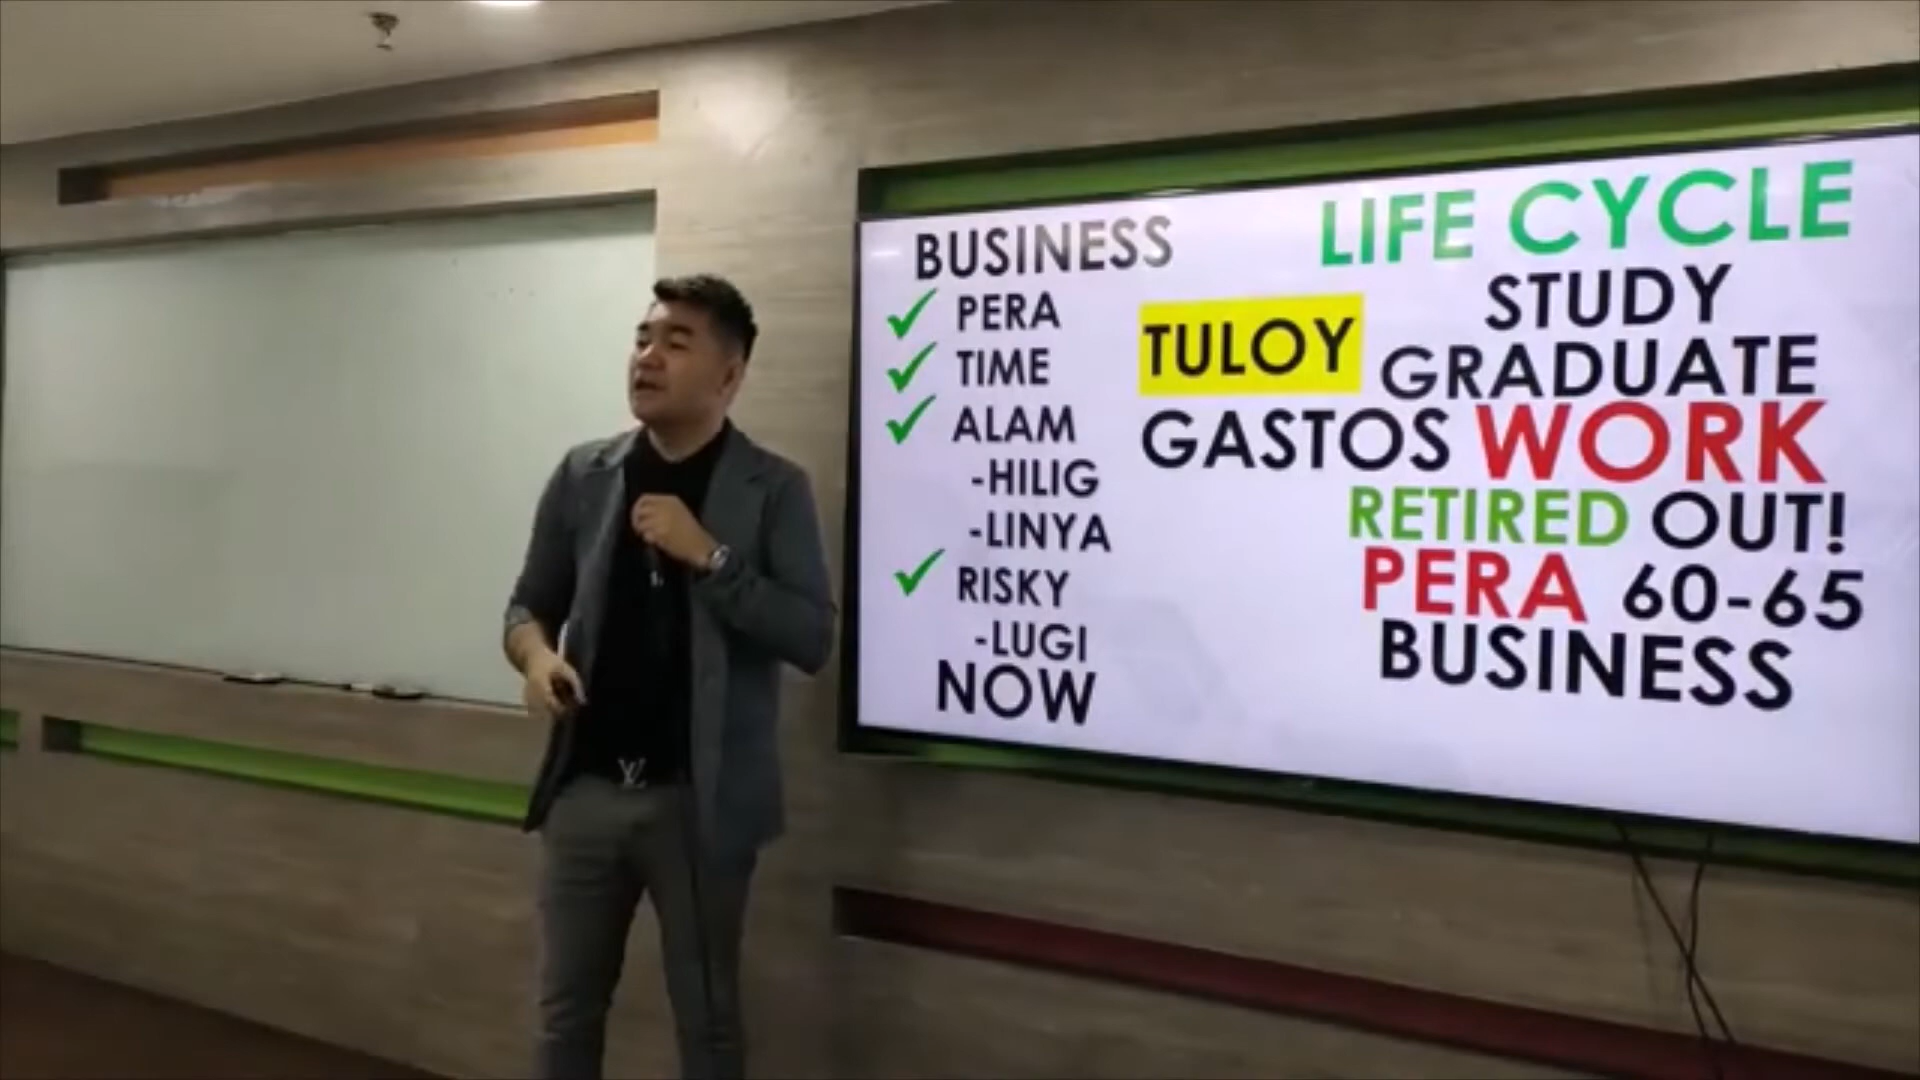 BUSINESS
PERA
TIME
ALAM
-HILIG
-LINYA
RISKY
-LUGI
NOW
LIFE CYCLE
STUDY
TULOY GRADUATE
GASTOS WORK
RETIRED OUT!
PERA 60-65
BUSINESS